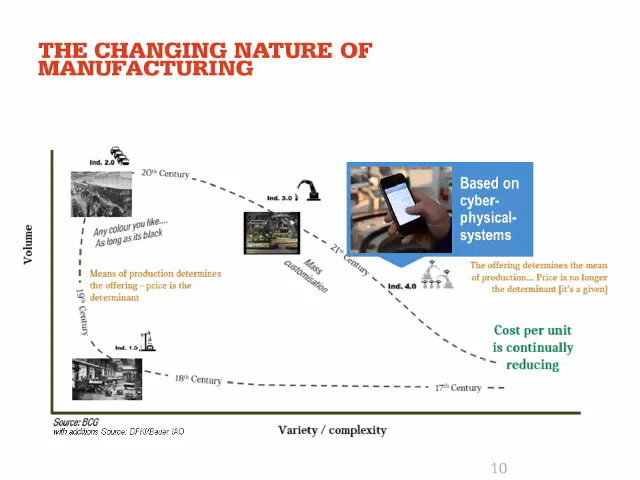 THE CHANGING NATURE OF
MANUFACTURING
Ind. 2.0
20th Century
Ind. 3.0
Based on
cyber-
physical-
systems
Any colour you like....
As long as its black
21st Century
Mass
customisation
Volume
Means of production determines
the offering – price is the
determinant
The offering determines the mean
of production... Price is no longer
the determinant [it's a given]
Ind. 4.0
19th Century
Cost per unit
is continually
reducing
Ind. 1.0
18th Century
17th Century
Source: BCG
with additions Source: DFKI/Bauer IAO
Variety / complexity
10